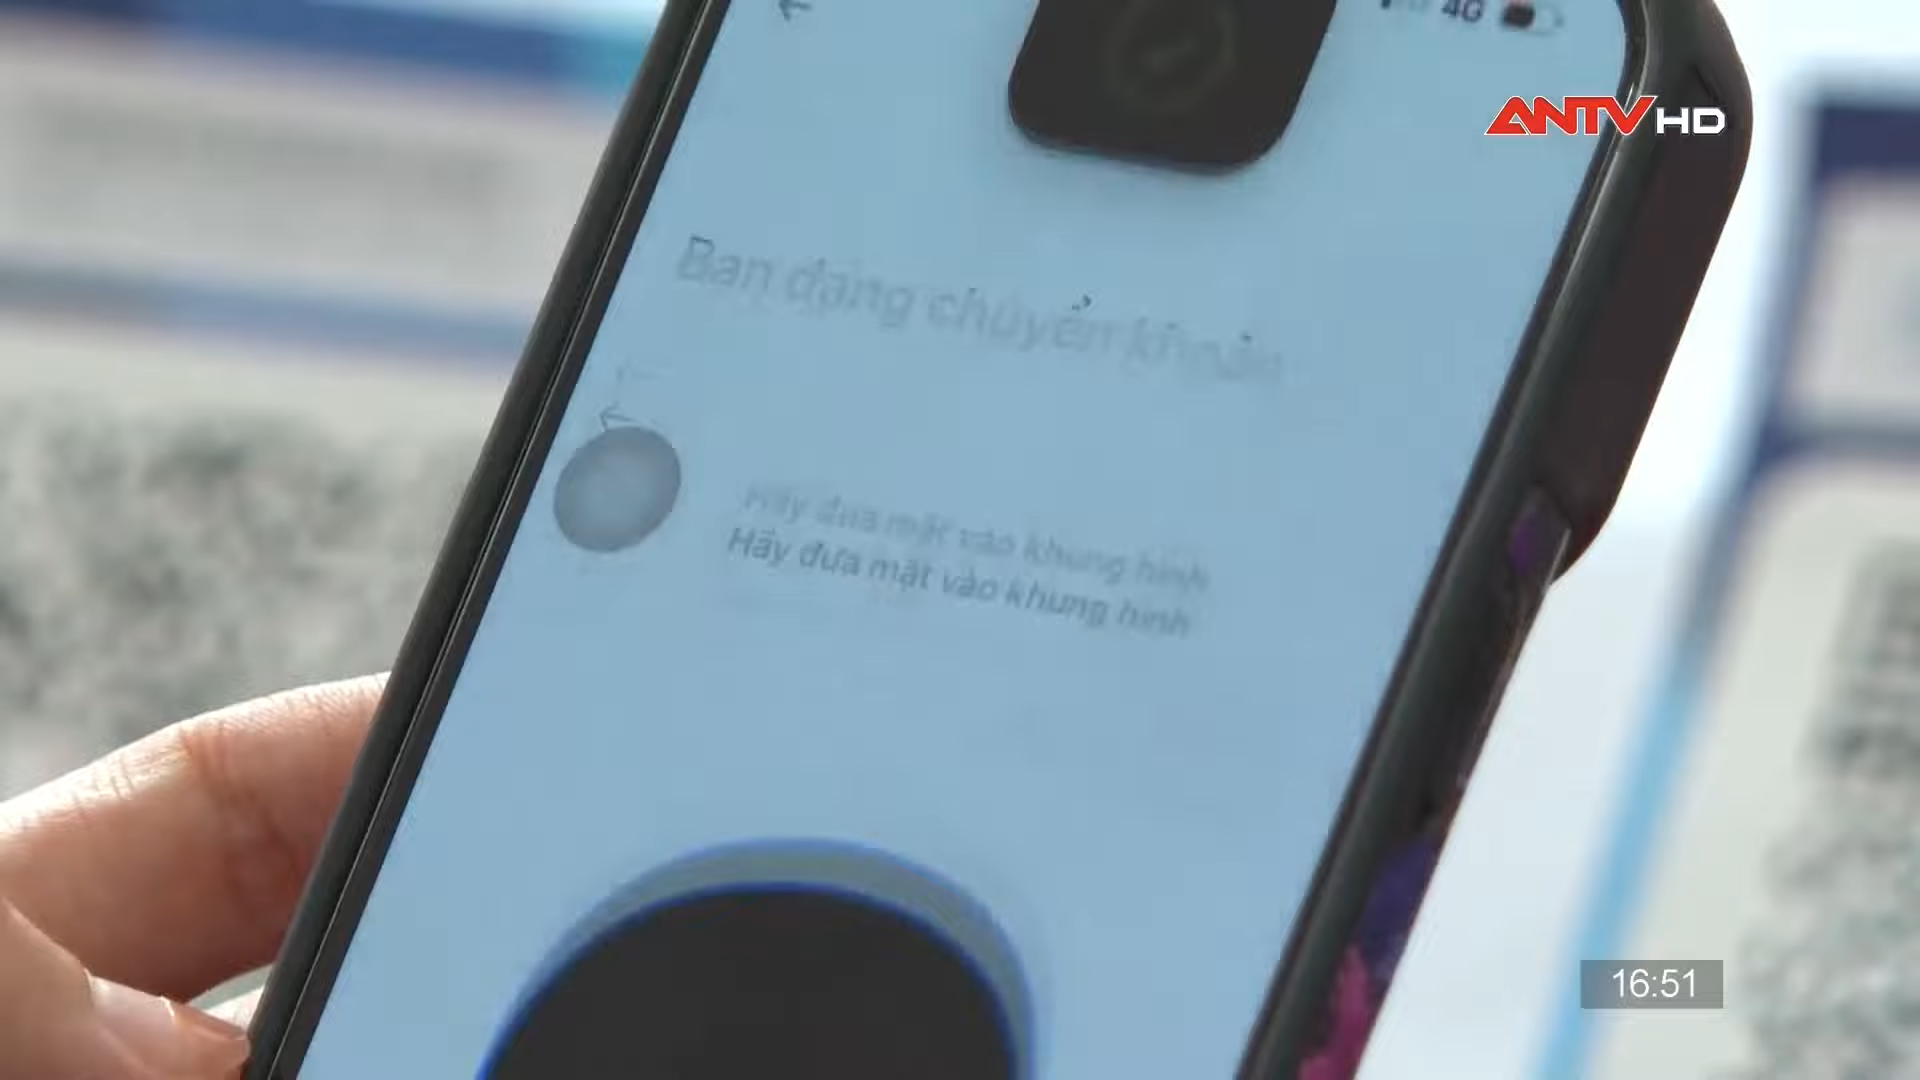 4G
ANTV HD
Bạn đang chuyển khoản
Hãy đưa mặt vào khung hình
Hãy đưa mặt vào khung hình
16:51